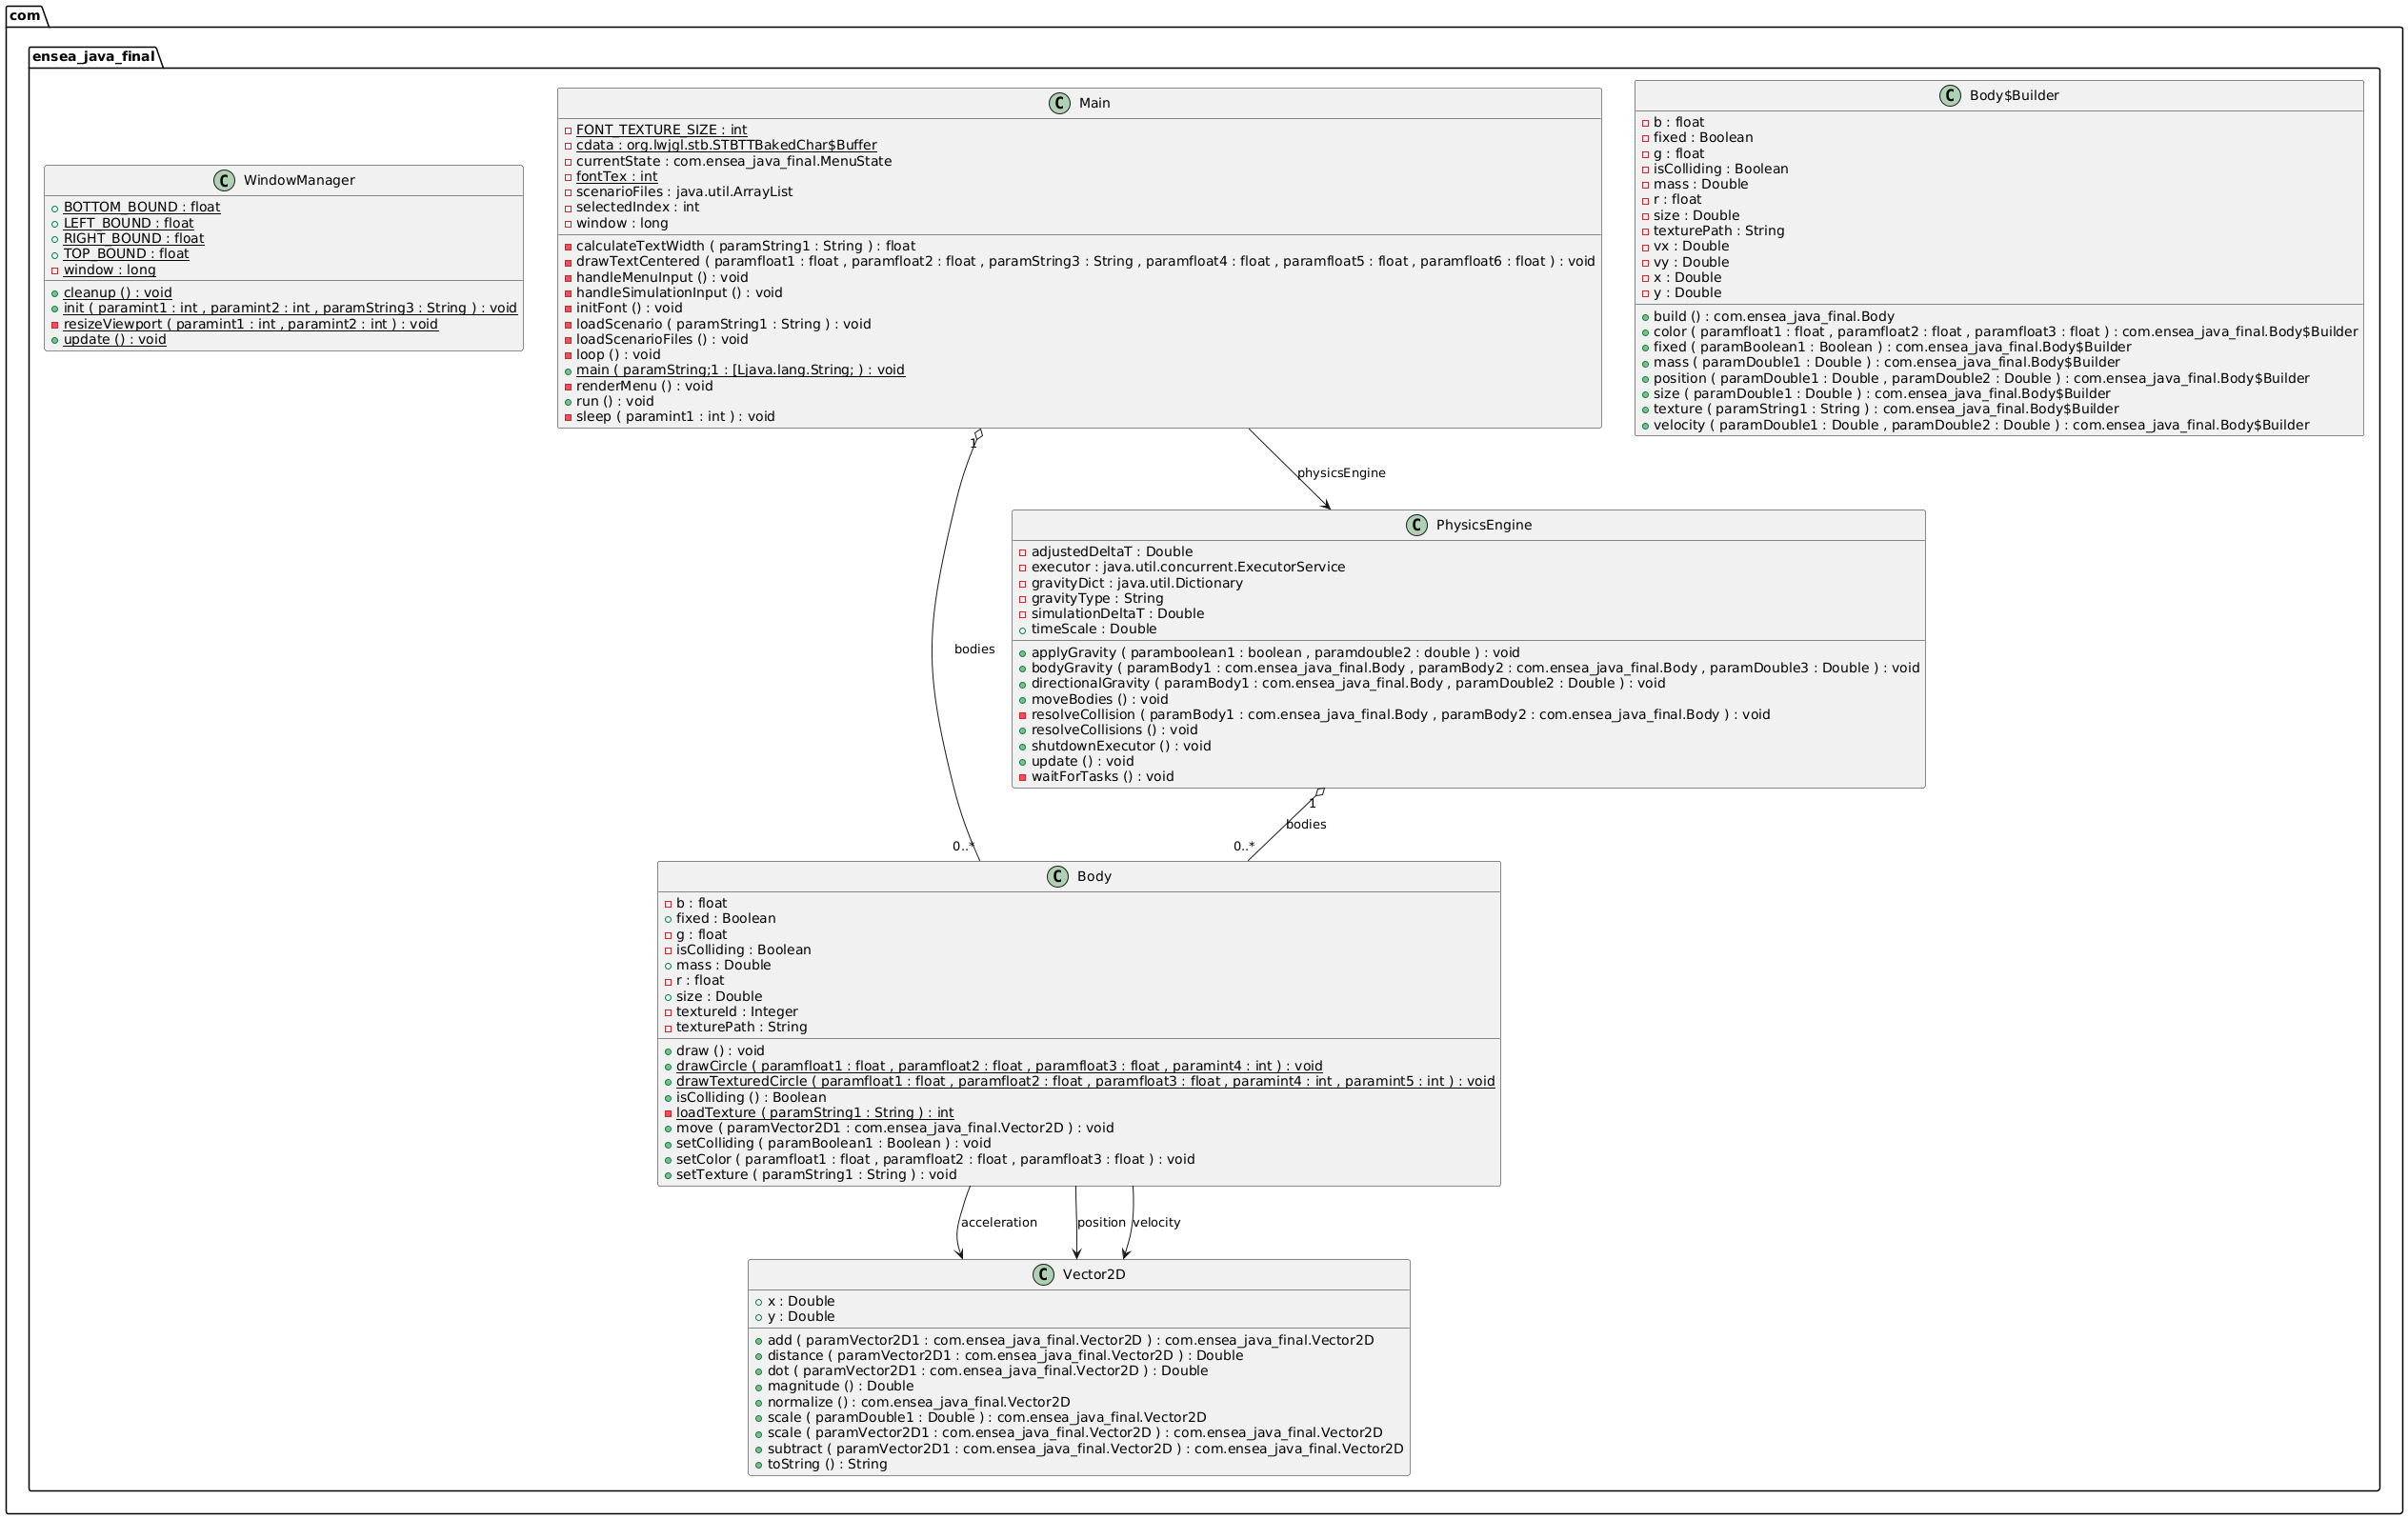 com
ensea_java_final
C WindowManager
BOTTOM_BOUND : float
LEFT_BOUND : float
RIGHT_BOUND : float
TOP_BOUND : float
window : long
cleanup () : void
init ( paramint1 : int , paramint2 : int , paramString3 : String ) : void
resizeViewport ( paramint1 : int , paramint2 : int ) : void
update () : void
C Main
FONT_TEXTURE_SIZE : int
cdata : org.lwjgl.stb.STBTTBakedChar$Buffer
currentState : com.ensea_java_final.MenuState
fontTex : int
scenarioFiles : java.util.ArrayList
selectedIndex : int
window : long
calculateTextWidth ( paramString1 : String ) : float
drawTextCentered ( paramfloat1 : float , paramfloat2 : float , paramString3 : String , paramfloat4 : float , paramfloat5 : float , paramfloat6 : float ) : void
handleMenuInput () : void
handleSimulationInput () : void
initFont () : void
loadScenario ( paramString1 : String ) : void
loadScenarioFiles () : void
loop () : void
main ( paramString;1 : [Ljava.lang.String; ) : void
renderMenu () : void
run () : void
sleep ( paramint1 : int ) : void
C Body$Builder
b : float
fixed : Boolean
g : float
isColliding : Boolean
mass : Double
r : float
size : Double
texturePath : String
vx : Double
vy : Double
x : Double
y : Double
build () : com.ensea_java_final.Body
color ( paramfloat1 : float , paramfloat2 : float , paramfloat3 : float ) : com.ensea_java_final.Body$Builder
fixed ( paramBoolean1 : Boolean ) : com.ensea_java_final.Body$Builder
mass ( paramDouble1 : Double ) : com.ensea_java_final.Body$Builder
position ( paramDouble1 : Double , paramDouble2 : Double ) : com.ensea_java_final.Body$Builder
size ( paramDouble1 : Double ) : com.ensea_java_final.Body$Builder
texture ( paramString1 : String ) : com.ensea_java_final.Body$Builder
velocity ( paramDouble1 : Double , paramDouble2 : Double ) : com.ensea_java_final.Body$Builder
1
physicsEngine
C PhysicsEngine
adjustedDeltaT : Double
executor : java.util.concurrent.ExecutorService
gravityDict : java.util.Dictionary
gravityType : String
simulationDeltaT : Double
timeScale : Double
applyGravity ( paramboolean1 : boolean , paramdouble2 : double ) : void
bodyGravity ( paramBody1 : com.ensea_java_final.Body , paramBody2 : com.ensea_java_final.Body , paramDouble3 : Double ) : void
directionalGravity ( paramBody1 : com.ensea_java_final.Body , paramDouble2 : Double ) : void
moveBodies () : void
resolveCollision ( paramBody1 : com.ensea_java_final.Body , paramBody2 : com.ensea_java_final.Body ) : void
resolveCollisions () : void
shutdownExecutor () : void
update () : void
waitForTasks () : void
bodies
1
bodies
0..*
0..*
C Body
b : float
fixed : Boolean
g : float
isColliding : Boolean
mass : Double
r : float
size : Double
textureId : Integer
texturePath : String
draw () : void
drawCircle ( paramfloat1 : float , paramfloat2 : float , paramfloat3 : float , paramint4 : int ) : void
drawTexturedCircle ( paramfloat1 : float , paramfloat2 : float , paramfloat3 : float , paramint4 : int , paramint5 : int ) : void
isColliding () : Boolean
loadTexture ( paramString1 : String ) : int
move ( paramVector2D1 : com.ensea_java_final.Vector2D ) : void
setColliding ( paramBoolean1 : Boolean ) : void
setColor ( paramfloat1 : float , paramfloat2 : float , paramfloat3 : float ) : void
setTexture ( paramString1 : String ) : void
acceleration
position
velocity
C Vector2D
x : Double
y : Double
add ( paramVector2D1 : com.ensea_java_final.Vector2D ) : com.ensea_java_final.Vector2D
distance ( paramVector2D1 : com.ensea_java_final.Vector2D ) : Double
dot ( paramVector2D1 : com.ensea_java_final.Vector2D ) : Double
magnitude () : Double
normalize () : com.ensea_java_final.Vector2D
scale ( paramDouble1 : Double ) : com.ensea_java_final.Vector2D
scale ( paramVector2D1 : com.ensea_java_final.Vector2D ) : com.ensea_java_final.Vector2D
subtract ( paramVector2D1 : com.ensea_java_final.Vector2D ) : com.ensea_java_final.Vector2D
toString () : String